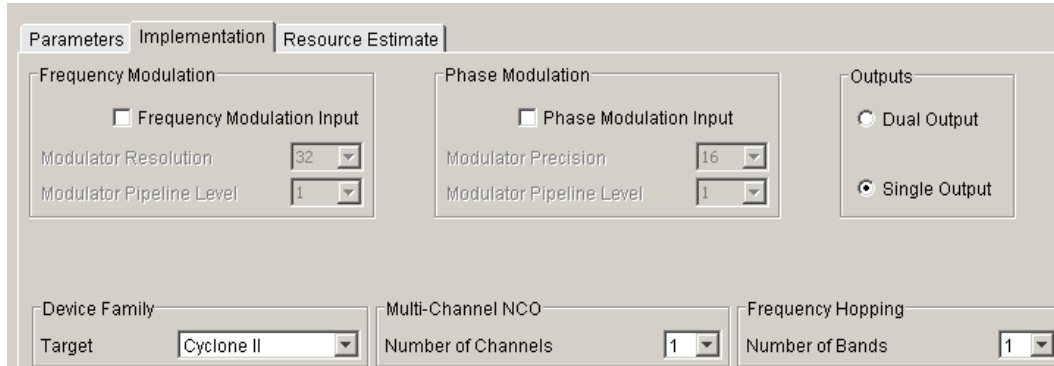 Parameters Implementation Resource Estimate
Frequency Modulation Phase Modulation Outputs
Frequency Modulation Input Phase Modulation Input Dual Output
Modulator Resolution 32 Modulator Precision 16
Modulator Pipeline Level 1 Modulator Pipeline Level 1 Single Output
Device Family Multi-Channel NCO Frequency Hopping
Target Cyclone II Number of Channels 1 Number of Bands 1